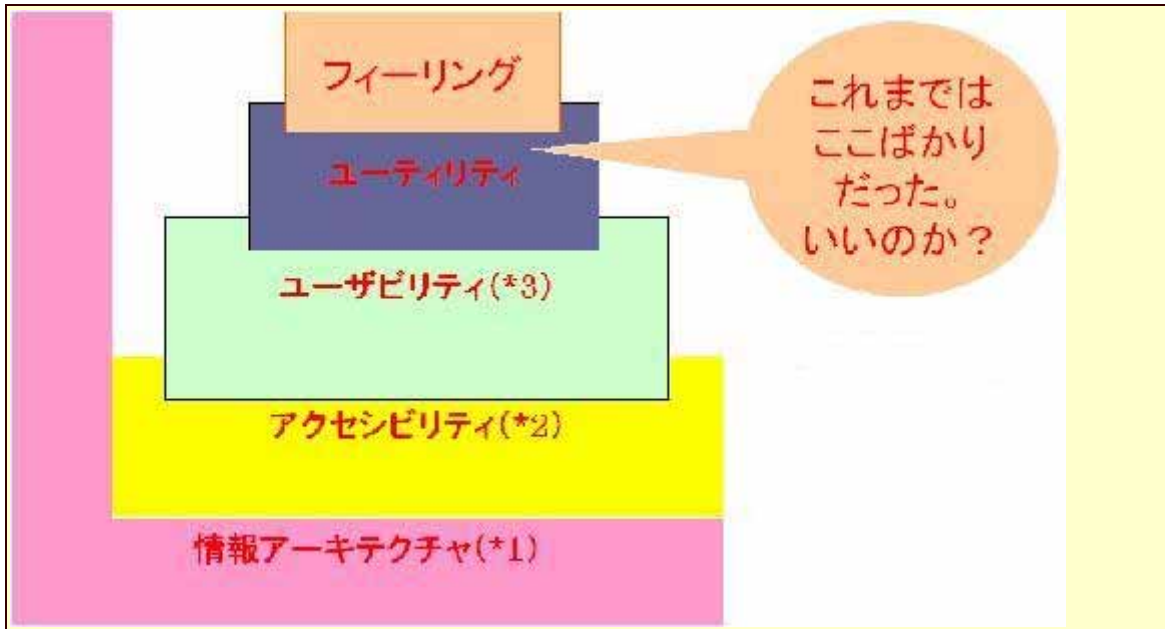 フィーリング
ユーティリティ
これまでは
ここばかり
だった。
いいのか？
ユーザビリティ(*3)
アクセシビリティ(*2)
情報アーキテクチャ(*1)